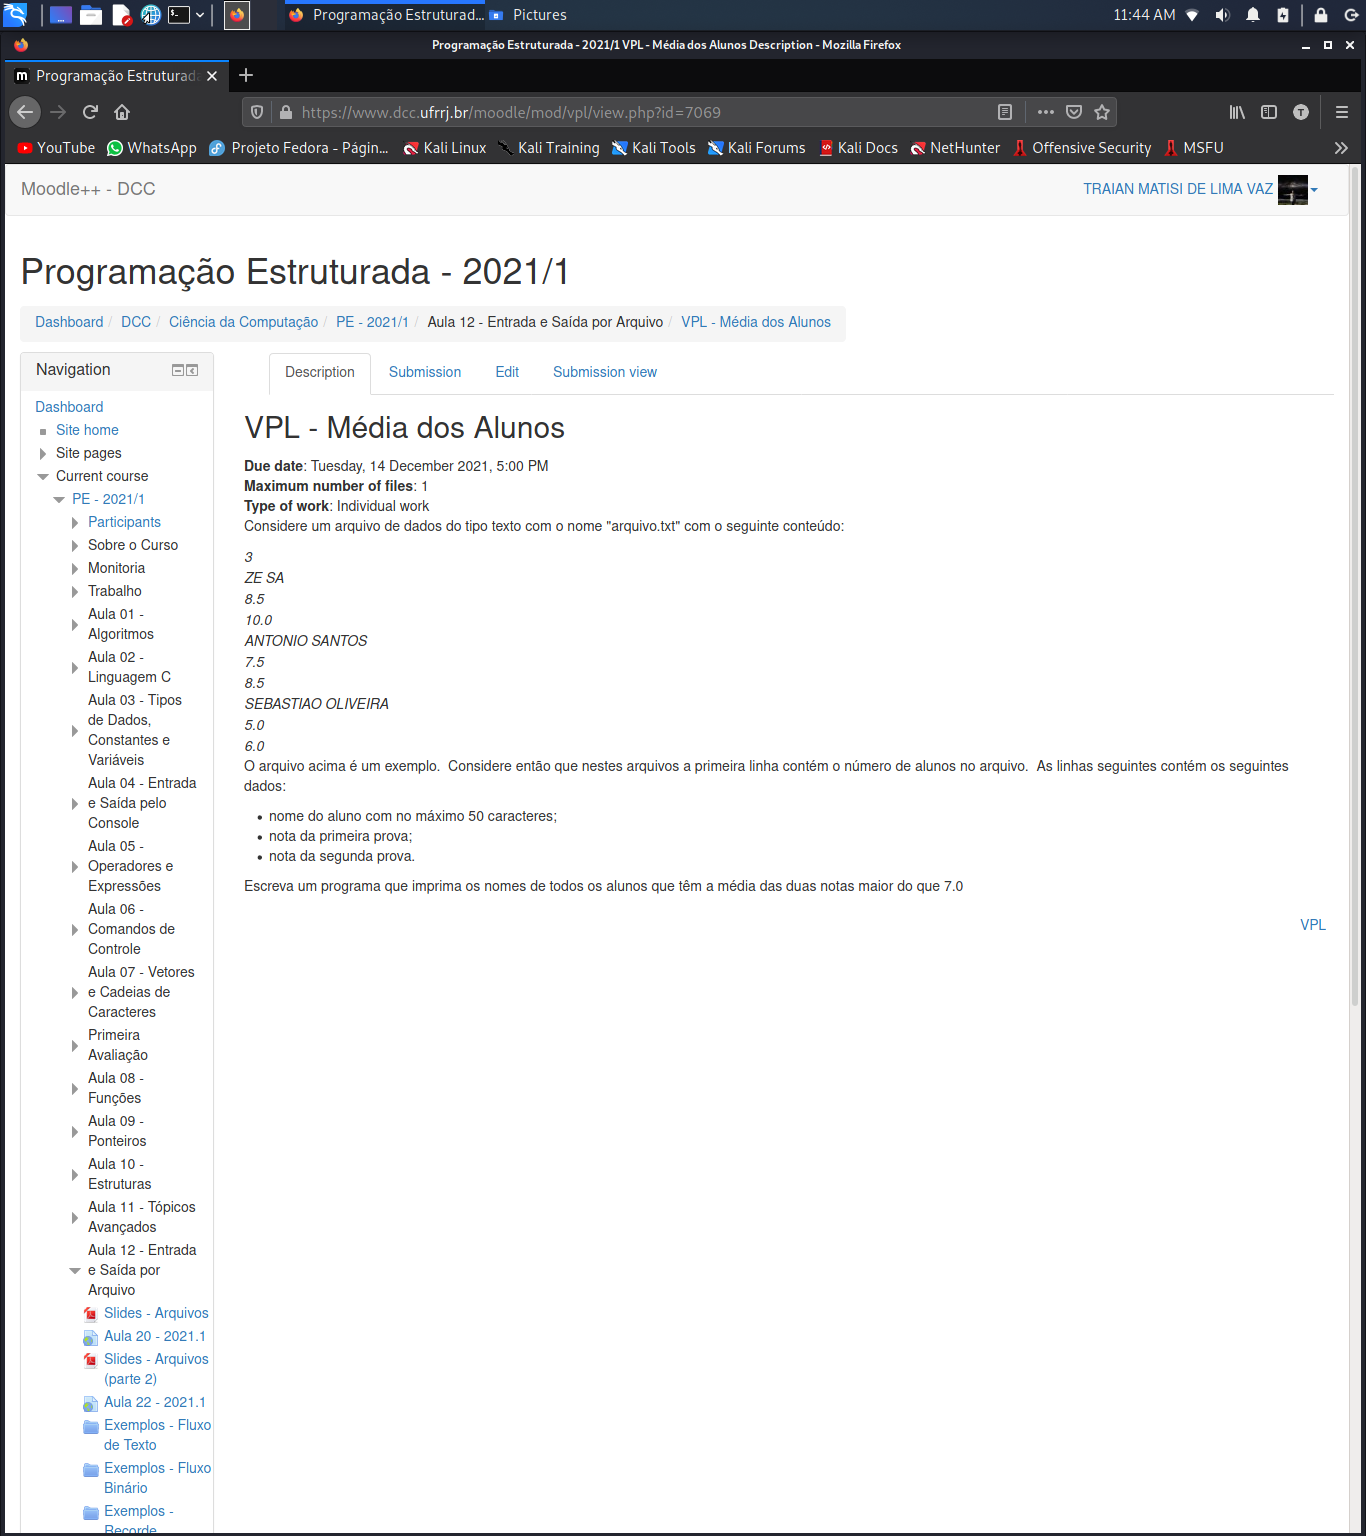 Programação Estruturad... Pictures 11:44 AM
Programação Estruturada - 2021/1 VPL - Média dos Alunos Description - Mozilla Firefox
Programação Estruturada
https://www.dcc.ufrrj.br/moodle/mod/vpl/view.php?id=7069
T
YouTube WhatsApp Projeto Fedora - Págin... Kali Linux Kali Training Kali Tools Kali Forums Kali Docs NetHunter Offensive Security MSFU
Moodle++ - DCC
TRAIAN MATISI DE LIMA VAZ
Programação Estruturada - 2021/1
Dashboard / DCC / Ciência da Computação / PE - 2021/1 / Aula 12 - Entrada e Saída por Arquivo / VPL - Média dos Alunos
Navigation
Dashboard
Site home
Site pages
Current course
PE - 2021/1
Participants
Sobre o Curso
Monitoria
Trabalho
Aula 01 -
Algoritmos
Aula 02 -
Linguagem C
Aula 03 - Tipos
de Dados,
Constantes e
Variáveis
Aula 04 - Entrada
e Saída pelo
Console
Aula 05 -
Operadores e
Expressões
Aula 06 -
Comandos de
Controle
Aula 07 - Vetores
e Cadeias de
Caracteres
Primeira
Avaliação
Aula 08 -
Funções
Aula 09 -
Ponteiros
Aula 10 -
Estruturas
Aula 11 - Tópicos
Avançados
Aula 12 - Entrada
e Saída por
Arquivo
Slides - Arquivos
Aula 20 - 2021.1
Slides - Arquivos
(parte 2)
Aula 22 - 2021.1
Exemplos - Fluxo
de Texto
Exemplos - Fluxo
Binário
Exemplos -
Recorde
Description Submission Edit Submission view
VPL - Média dos Alunos
Due date: Tuesday, 14 December 2021, 5:00 PM
Maximum number of files: 1
Type of work: Individual work
Considere um arquivo de dados do tipo texto com o nome "arquivo.txt" com o seguinte conteúdo:
3
ZE SA
8.5
10.0
ANTONIO SANTOS
7.5
8.5
SEBASTIAO OLIVEIRA
5.0
6.0
O arquivo acima é um exemplo. Considere então que nestes arquivos a primeira linha contém o número de alunos no arquivo. As linhas seguintes contém os seguintes
dados:
• nome do aluno com no máximo 50 caracteres;
• nota da primeira prova;
• nota da segunda prova.
Escreva um programa que imprima os nomes de todos os alunos que têm a média das duas notas maior do que 7.0
VPL